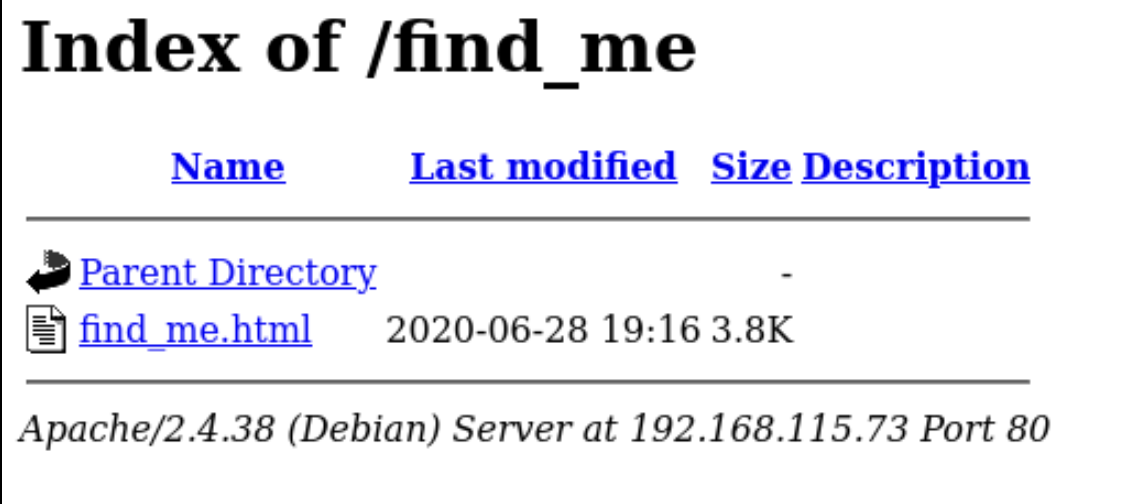 Index of /find_me
Name Last modified Size Description
Parent Directory -
find_me.html 2020-06-28 19:16 3.8K
Apache/2.4.38 (Debian) Server at 192.168.115.73 Port 80